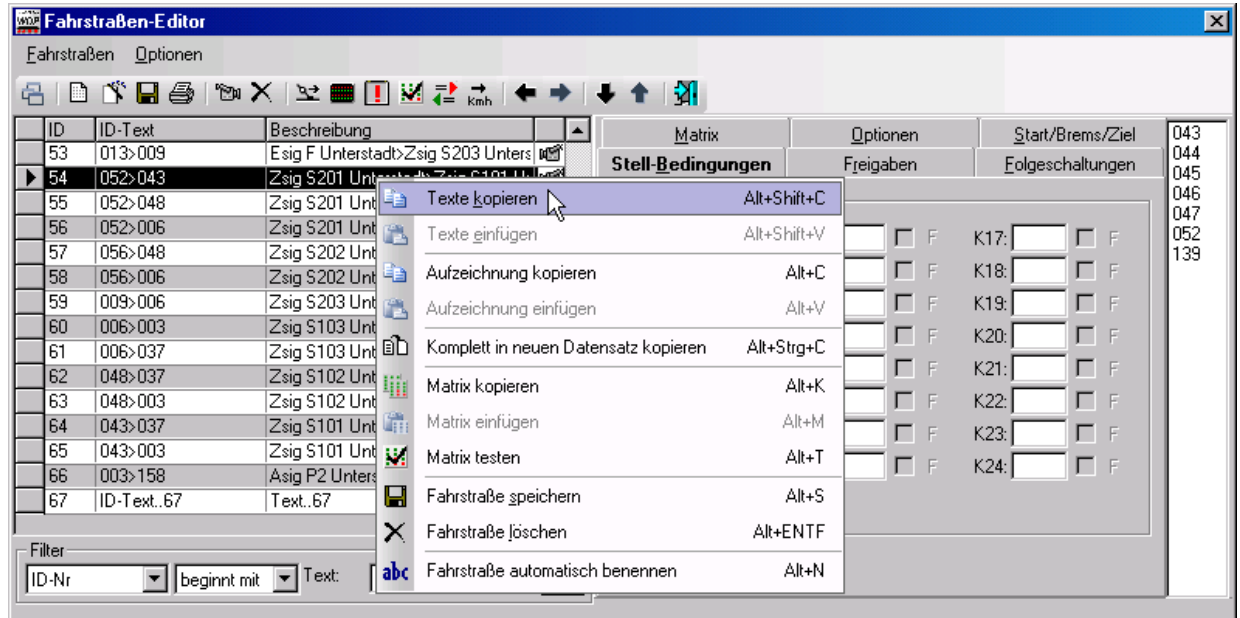 Fahrstraßen-Editor
Fahrstraßen Optionen
kmh
ID ID-Text Beschreibung
53 013>009 Esig F Unterstadt>Zsig S203 Unters
54 052>043 Zsig S201 Unterstadt>Zsig S101 U
55 052>048 Zsig S201 Unt
56 052>006 Zsig S201 Unt
57 056>048 Zsig S202 Unt
58 056>006 Zsig S202 Unt
59 009>006 Zsig S203 Unt
60 006>003 Zsig S103 Unt
61 006>037 Zsig S103 Unt
62 048>037 Zsig S102 Unt
63 048>003 Zsig S102 Unt
64 043>037 Zsig S101 Unt
65 043>003 Zsig S101 Unt
66 003>158 Asig P2 Unters
67 ID-Text..67 Text..67
Filter
ID-Nr beginnt mit Text:
Texte kopieren Alt+Shift+C
Texte einfügen Alt+Shift+V
Aufzeichnung kopieren Alt+C
Aufzeichnung einfügen Alt+V
Komplett in neuen Datensatz kopieren Alt+Strg+C
Matrix kopieren Alt+K
Matrix einfügen Alt+M
Matrix testen Alt+T
Fahrstraße speichern Alt+S
Fahrstraße löschen Alt+ENTF
abc Fahrstraße automatisch benennen Alt+N
Matrix Optionen Start/Brems/Ziel
Stell-Bedingungen Freigaben Folgeschaltungen
F K17: F
F K18: F
F K19: F
F K20: F
F K21: F
F K22: F
F K23: F
F K24: F
043
044
045
046
047
052
139